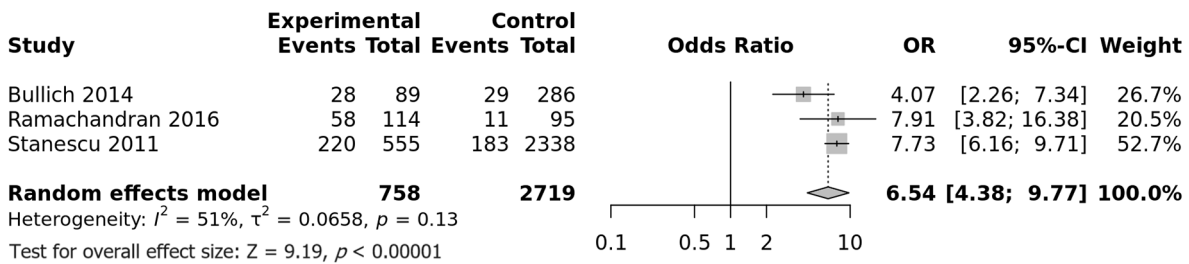 Experimental Control
Study Events Total Events Total Odds Ratio OR 95%-CI Weight
Bullich 2014 28 89 29 286 4.07 [2.26; 7.34] 26.7%
Ramachandran 2016 58 114 11 95 7.91 [3.82; 16.38] 20.5%
Stanescu 2011 220 555 183 2338 7.73 [6.16; 9.71] 52.7%
Random effects model 758 2719 6.54 [4.38; 9.77] 100.0%
Heterogeneity: I² = 51%, τ² = 0.0658, p = 0.13
0.1 0.5 1 2 10
Test for overall effect size: Z = 9.19, p < 0.00001